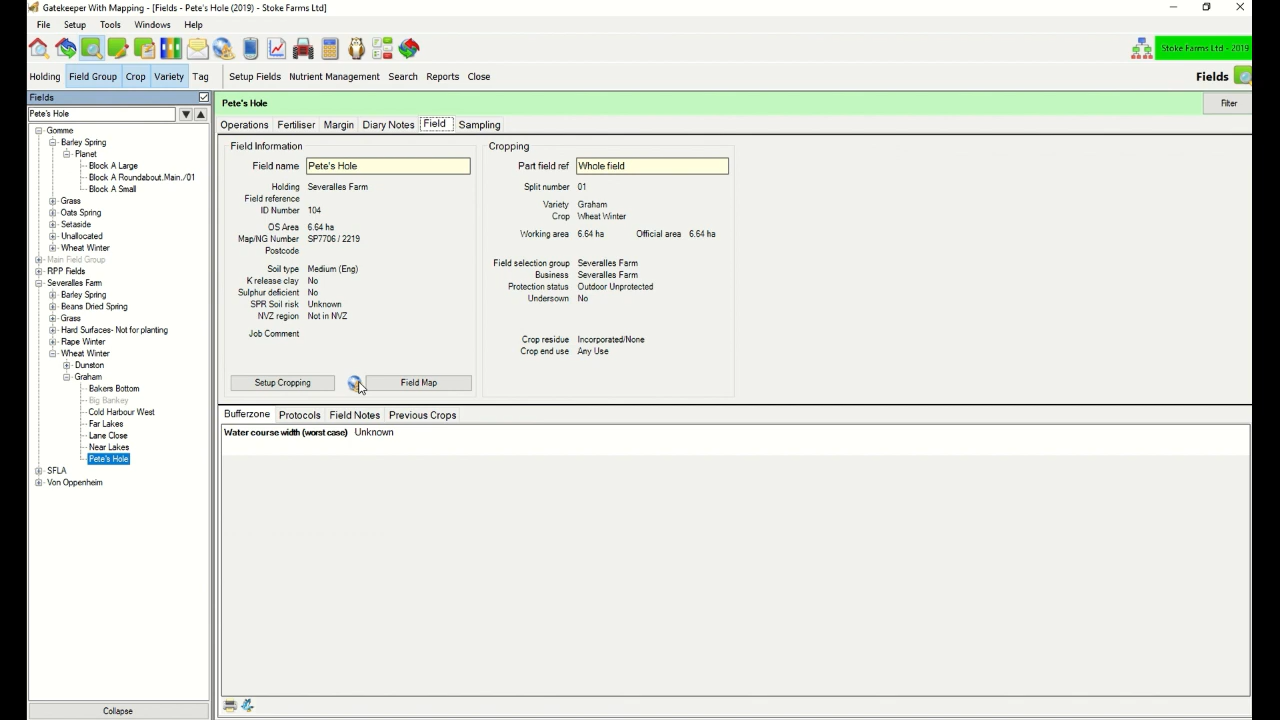 Gatekeeper With Mapping - [Fields - Pete's Hole (2019) - Stoke Farms Ltd]
File Setup Tools Windows Help
Stoke Farms Ltd - 2019
Holding Field Group Crop Variety Tag Setup Fields Nutrient Management Search Reports Close Fields
Fields
Pete's Hole
Gomme
Barley Spring
Planet
Block A Large
Block A Roundabout,Main./01
Block A Small
Grass
Oats Spring
Setaside
Unallocated
Wheat Winter
Main Field Group
RPP Fields
Severalles Farm
Barley Spring
Beans Dried Spring
Grass
Hard Surfaces- Not for planting
Rape Winter
Wheat Winter
Dunston
Graham
Bakers Bottom
Big Bankey
Cold Harbour West
Far Lakes
Lane Close
Near Lakes
Pete's Hole
SFLA
Von Oppenheim
Collapse
Pete's Hole
Filter
Operations Fertiliser Margin Diary Notes Field Sampling
Field Information
Field name Pete's Hole
Holding Severalles Farm
Field reference
ID Number 104
OS Area 6.64 ha
Map/NG Number SP7706 / 2219
Postcode
Soil type Medium (Eng)
K release clay No
Sulphur deficient No
SPR Soil risk Unknown
NVZ region Not in NVZ
Job Comment
Setup Cropping Field Map
Cropping
Part field ref Whole field
Split number 01
Variety Graham
Crop Wheat Winter
Working area 6.64 ha Official area 6.64 ha
Field selection group Severalles Farm
Business Severalles Farm
Protection status Outdoor Unprotected
Undersown No
Crop residue Incorporated/None
Crop end use Any Use
Bufferzone Protocols Field Notes Previous Crops
Water course width (worst case) Unknown